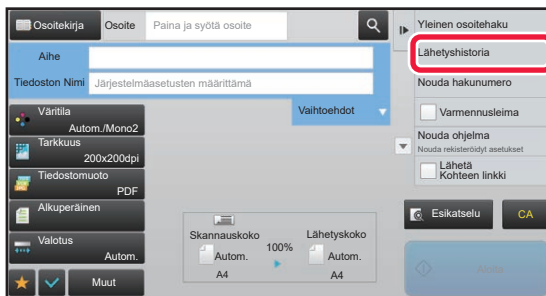 Osoitekirja
Osoite
Paina ja syötä osoite
Aihe
Tiedoston Nimi
Järjestelmäasetusten määrittämä
Vaihtoehdot
Väritila
Autom./Mono2
Tarkkuus
200x200dpi
Tiedostomuoto
PDF
Alkuperäinen
Valotus
Autom.
Muut
Skannauskoko
Autom.
A4
100%
Lähetyskoko
Autom.
A4
Yleinen osoitehaku
Lähetyshistoria
Nouda hakunumero
Varmennusleima
Nouda ohjelma
Nouda rekisteröidyt asetukset
Lähetä
Kohteen linkki
Esikatselu
CA